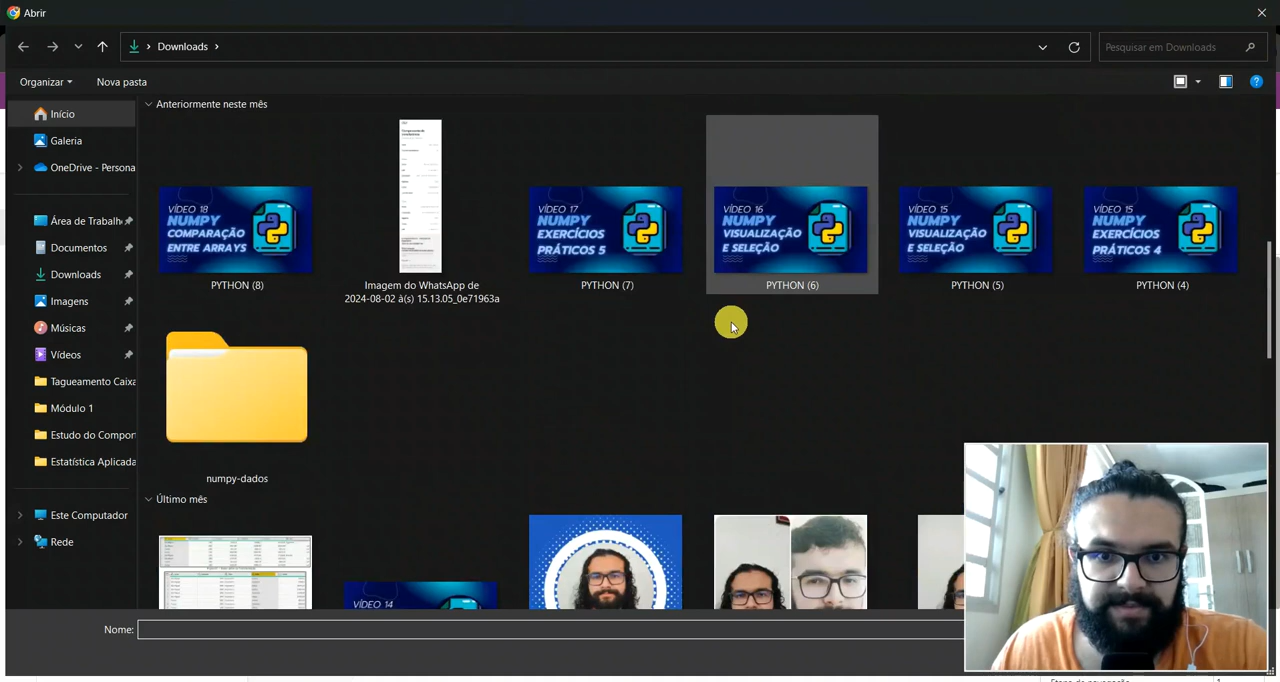 Abrir
Downloads
Pesquisar em Downloads
Organizar
Nova pasta
Início
Galeria
OneDrive - Persona
Área de Trabalh
Documentos
Downloads
Imagens
Músicas
Vídeos
Tagueamento Caixa
Módulo 1
Estudo do Compor
Estatística Aplicada
Este Computador
Rede
Anteriormente neste mês
VÍDEO 18
NUMPY
COMPARAÇÃO
ENTRE ARRAYS
PYTHON (8)
Imagem do WhatsApp de
2024-08-02 à(s) 15.13.05_0e71963a
VÍDEO 17
NUMPY
EXERCÍCIOS
PRÁTICOS 5
PYTHON (7)
VÍDEO 16
NUMPY
VISUALIZAÇÃO
E SELEÇÃO
PYTHON (6)
VÍDEO 15
NUMPY
VISUALIZAÇÃO
E SELEÇÃO
PYTHON (5)
VÍDEO 15
NUMPY
EXERCÍCIOS
PRÁTICOS 4
PYTHON (4)
numpy-dados
Último mês
VÍDEO 14
Nome: